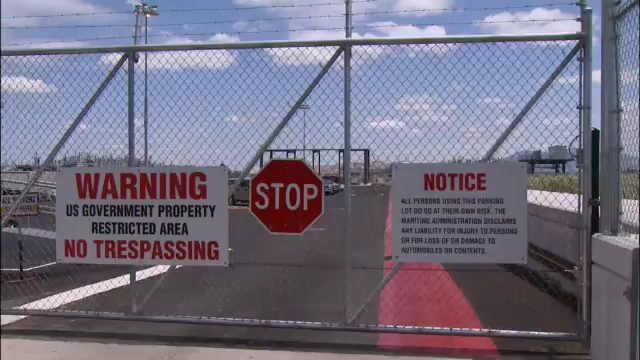 WARNING
US GOVERNMENT PROPERTY
RESTRICTED AREA
NO TRESPASSING
STOP
NOTICE
ALL PERSONS USING THIS PARKING
LOT DO SO AT THEIR OWN RISK. THE
MARITIME ADMINISTRATION DISCLAIMS
ANY LIABILITY FOR INJURY TO PERSONS
OR FOR LOSS OF OR DAMAGE TO
AUTOMOBILES OR CONTENTS.